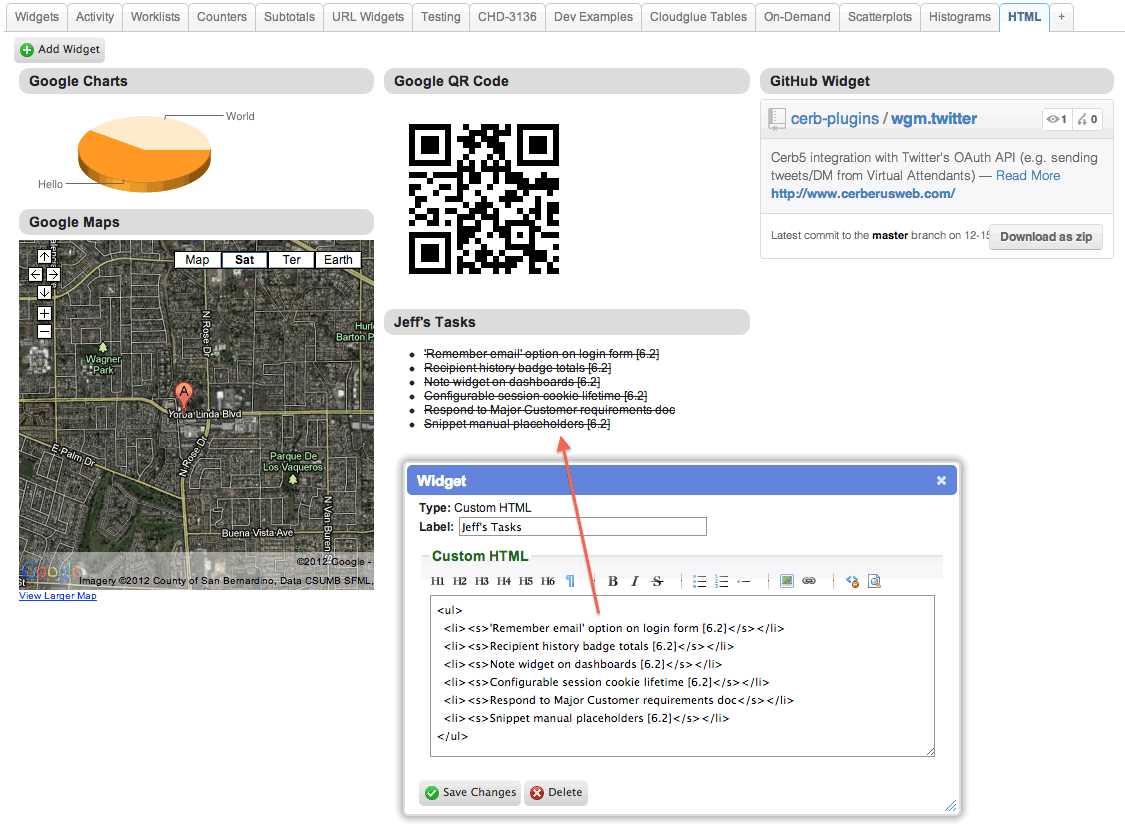 Widgets Activity Worklists Counters Subtotals URL Widgets Testing CHD-3136 Dev Examples Cloudglue Tables On-Demand Scatterplots Histograms HTML +
Add Widget
Google Charts
World
Hello
Google Maps
Map Sat Ter Earth
N Rose Dr
Barton P
Wagner
Park
A
Yorba Linda Blvd
E Palm Dr
N Rose Dr
Parque De
Los Vaqueros
N Van Buren S
Buena Vista Ave
©2012 Google -
Google
Imagery ©2012 County of San Bernardino, Data CSUMB SFML,
View Larger Map
Google QR Code
Jeff's Tasks
'Remember email' option on login form [6.2]
Recipient history badge totals [6.2]
Note widget on dashboards [6.2]
Configurable session cookie lifetime [6.2]
Respond to Major Customer requirements doc
Snippet manual placeholders [6.2]
GitHub Widget
cerb-plugins / wgm.twitter 1 0
Cerb5 integration with Twitter's OAuth API (e.g. sending
tweets/DM from Virtual Attendants) — Read More
http://www.cerberusweb.com/
Latest commit to the master branch on 12-15
Download as zip
Widget
Type: Custom HTML
Label: Jeff's Tasks
Custom HTML
H1 H2 H3 H4 H5 H6 ¶ B I S
<ul>
<li><s>'Remember email' option on login form [6.2]</s></li>
<li><s>Recipient history badge totals [6.2]</s></li>
<li><s>Note widget on dashboards [6.2]</s></li>
<li><s>Configurable session cookie lifetime [6.2]</s></li>
<li><s>Respond to Major Customer requirements doc</s></li>
<li><s>Snippet manual placeholders [6.2]</s></li>
</ul>
Save Changes Delete